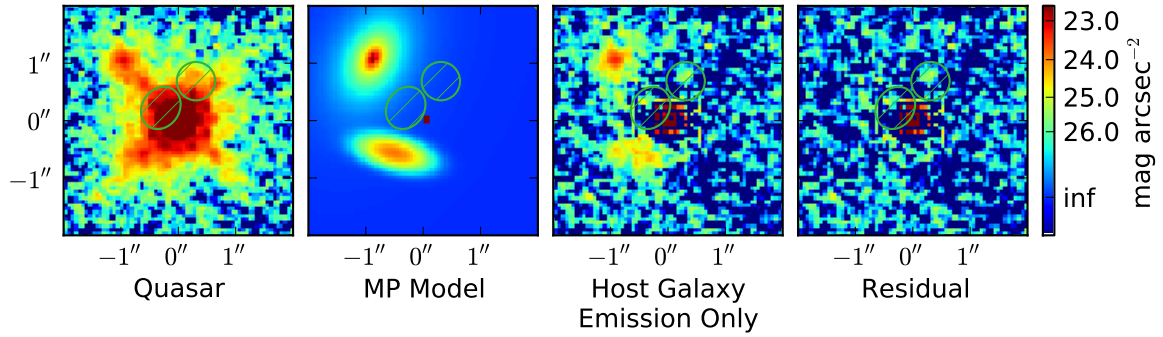 1″
0″
−1″
−1″ 0″ 1″
−1″ 0″ 1″
−1″ 0″ 1″
−1″ 0″ 1″
Quasar
MP Model
Host Galaxy
Emission Only
Residual
23.0
24.0
25.0
26.0
inf
mag arcsec⁻²